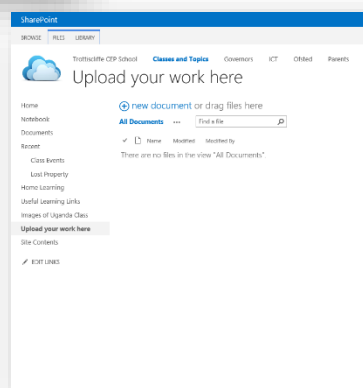 SharePoint
BROWSE FILES LIBRARY
Trottiscliffe CEP School Classes and Topics Governors ICT Ofsted Parents
Upload your work here
Home
Notebook
Documents
Recent
Class Events
Lost Property
Home Learning
Useful Learning Links
Images of Uganda Class
Upload your work here
Site Contents
EDIT LINKS
new document or drag files here
All Documents ••• Find a file
Name Modified Modified By
There are no files in the view "All Documents".